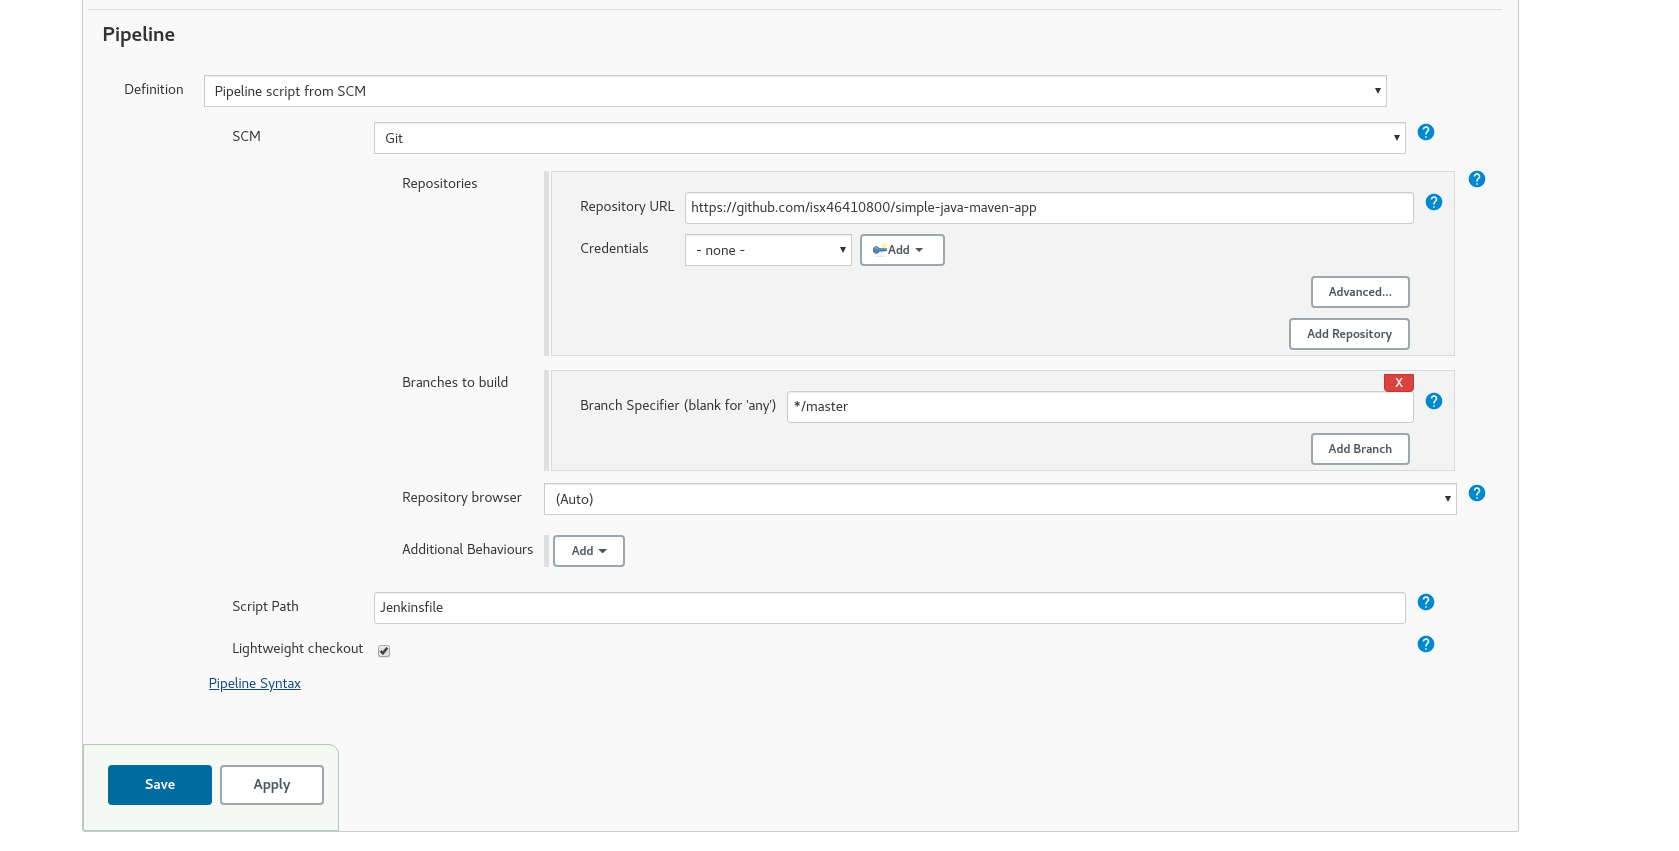 Pipeline
Definition
Pipeline script from SCM
SCM
Git
Repositories
Repository URL
https://github.com/isx46410800/simple-java-maven-app
Credentials
- none -
Add
Advanced...
Add Repository
Branches to build
X
Branch Specifier (blank for 'any')
*/master
Add Branch
Repository browser
(Auto)
Additional Behaviours
Add
Script Path
Jenkinsfile
Lightweight checkout
Pipeline Syntax
Save
Apply